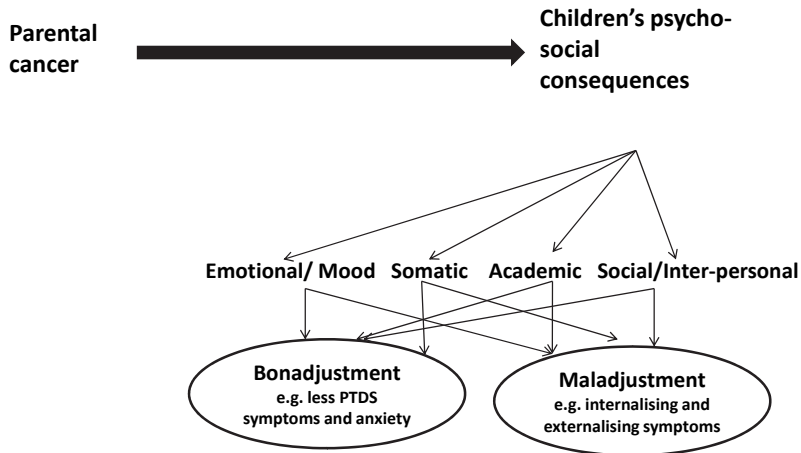 Parental
cancer
Children's psycho-
social
consequences
Emotional/ Mood Somatic Academic Social/Inter-personal
Bonadjustment
e.g. less PTDS
symptoms and anxiety
Maladjustment
e.g. internalising and
externalising symptoms